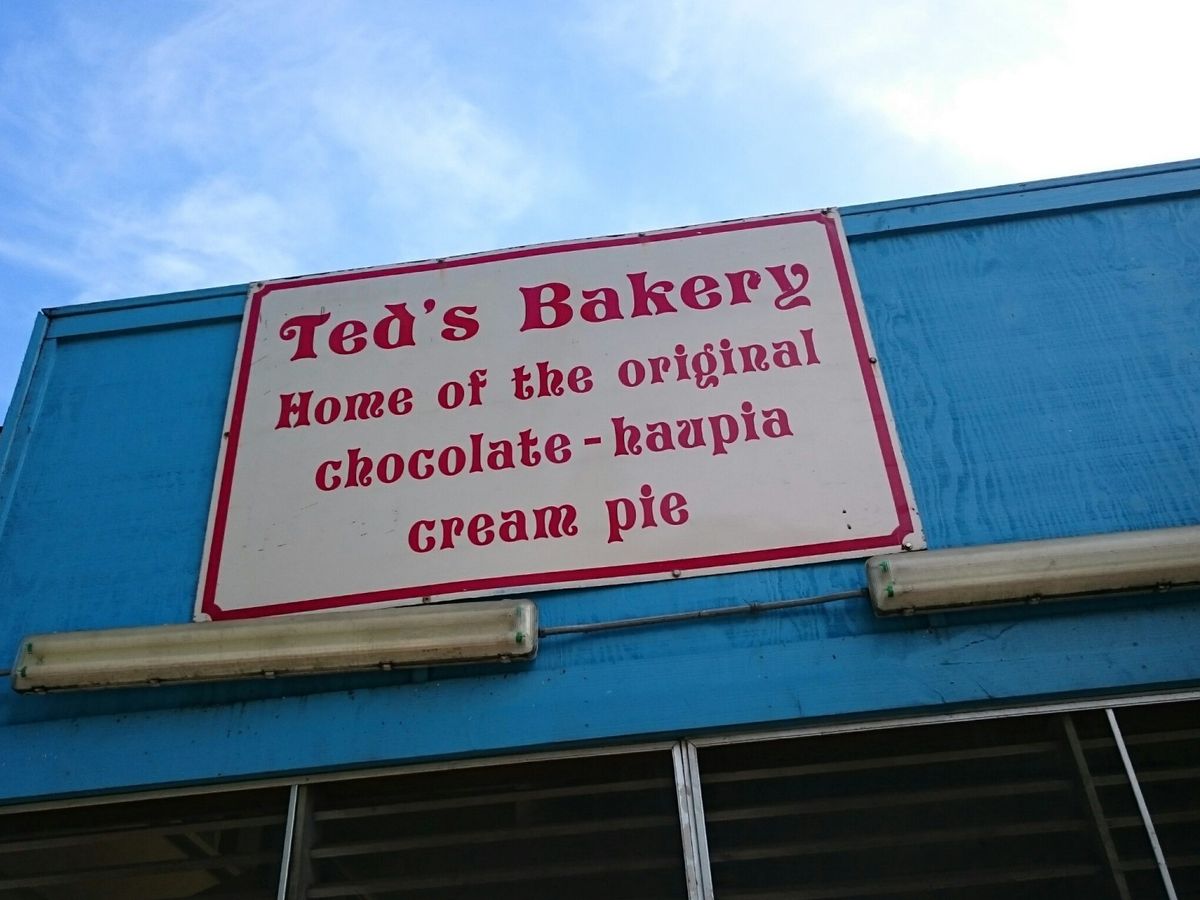 Ted's Bakery
Home of the original
chocolate-haupia
cream pie